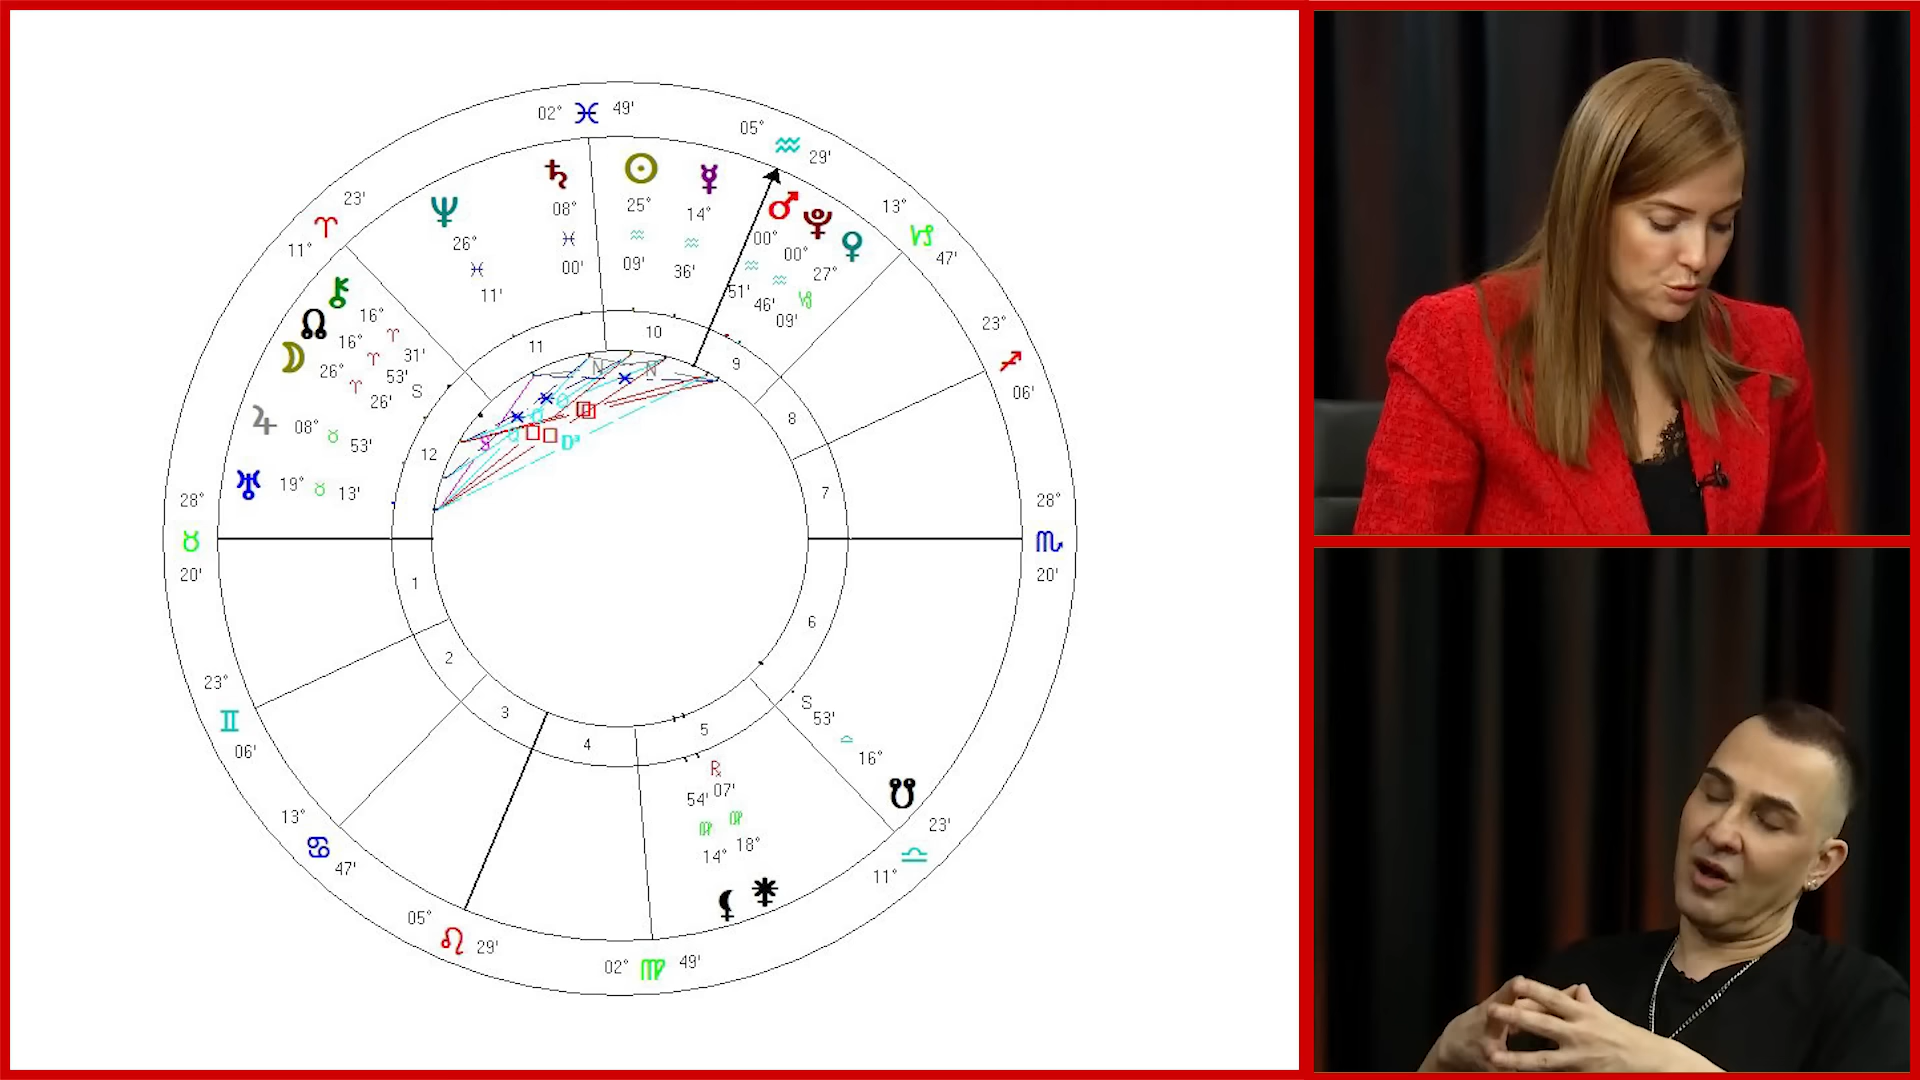 02° ♓ 49'
05° ♒ 29'
23' ♈ 11°
13° ♑ 47'
♆ 26° ♓ 11'
♄ 08° ♓ 00'
☉ 25° ♒ 09'
☿ 14° ♒ 36'
♂ 00° ♒ 51'
♇ 00° ♒ 46'
♀ 27° ♑ 09'
⚷ 16° ♈ 31'
☊ 16° ♈ 53' S
☽ 26° ♈ 26'
♃ 08° ♉ 53'
♅ 19° ♉ 13'
23° ♐ 06'
28° ♉ 20'
28° ♏ 20'
10
11
9
8
12
7
N
N
D³
1
6
2
3
4
5
23° ♊ 06'
13° ♋ 47'
05° ♌ 29'
02° ♍ 49'
℞
54' ♍ 14° ⚸
07' ♍ 18°
S 53' ♎ 16° ☋
23' ♎ 11°